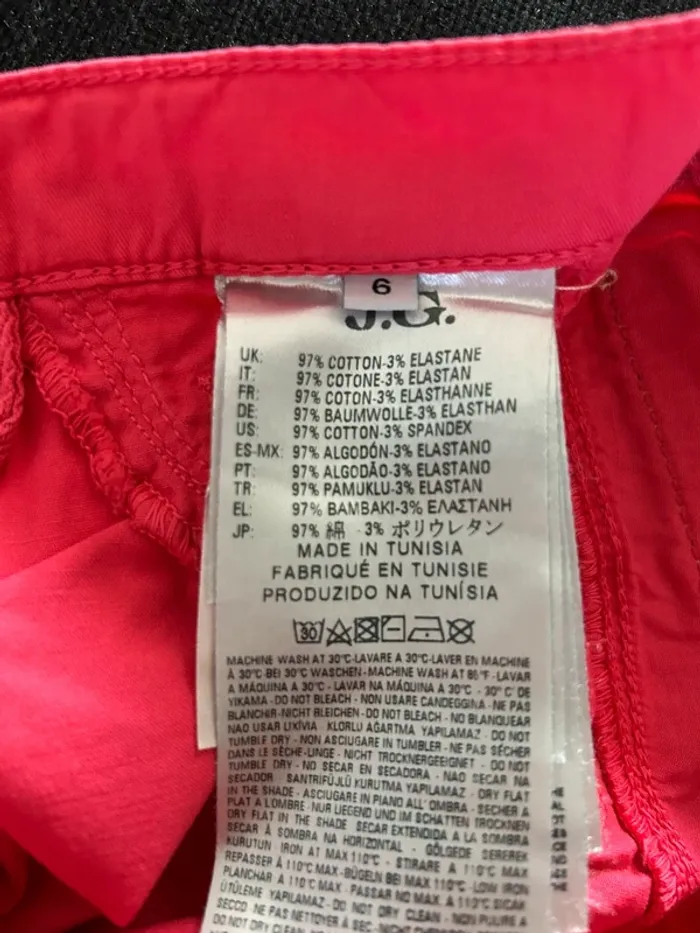 6
J.G.
UK: 97% COTTON-3% ELASTANE
IT: 97% COTONE-3% ELASTAN
FR: 97% COTON-3% ELASTHANNE
DE: 97% BAUMWOLLE-3% ELASTHAN
US: 97% COTTON-3% SPANDEX
ES-MX: 97% ALGODÓN-3% ELASTANO
PT: 97% ALGODÃO-3% ELASTANO
TR: 97% PAMUKLU-3% ELASTAN
EL: 97% ΒΑΜΒΑΚΙ-3% ΕΛΑΣΤΑΝΗ
JP: 97% 綿 3% ポリウレタン
MADE IN TUNISIA
FABRIQUÉ EN TUNISIE
PRODUZIDO NA TUNÍSIA
30
MACHINE WASH AT 30°C-LAVARE A 30°C-LAVER EN MACHINE
À 30°C-BEI 30°C WASCHEN-MACHINE WASH AT 86°F-LAVAR
A MÁQUINA A 30°C - LAVAR NA MÁQUINA A 30°C - 30° C' DE
YIKAMA-DO NOT BLEACH - NON USARE CANDEGGINA-NE PAS
BLANCHIR-NICHT BLEICHEN-DO NOT BLEACH - NO BLANQUEAR
NAO USAR LIXÍVIA - KLORLU AĞARTMA YAPILAMAZ - DO NOT
TUMBLE DRY - NON ASCIUGARE IN TUMBLER - NE PAS SÉCHER
DANS LE SÈCHE-LINGE - NICHT TROCKNERGEEIGNET - DO NOT
TUMBLE DRY - NO SECAR EN SECADORA - NAO SECAR NA
SECADOR - SANTRİFÜJLÜ KURUTMA YAPILAMAZ - DRY FLAT
IN THE SHADE - ASCIUGARE IN PIANO ALL' OMBRA - SECHER A
PLAT A L'OMBRE - NUR LIEGEND UND IM SCHATTEN TROCKNEN
DRY FLAT IN THE SHADE SECAR EXTENDIDA A LA SOMBRA
SECAR À SOMBRA NA HORIZONTAL - GÖLGEDE SEREREK
KURUTUN IRON AT MAX 110°C - STIRARE A 110°C MAX
REPASSER À 110°C MAX-BÜGELN BEI MAX 110°C-LOW IRON
PLANCHAR A 110°C MAX - PASSAR NO MAX. A 110°C SICAK
ÜTÜLEME YAPILAMAZ - DO NOT DRY CLEAN - NON PULIRE A
SECCO NE PAS NETTOYER À SEC - NICHT
DO NOT DRY CLEAN